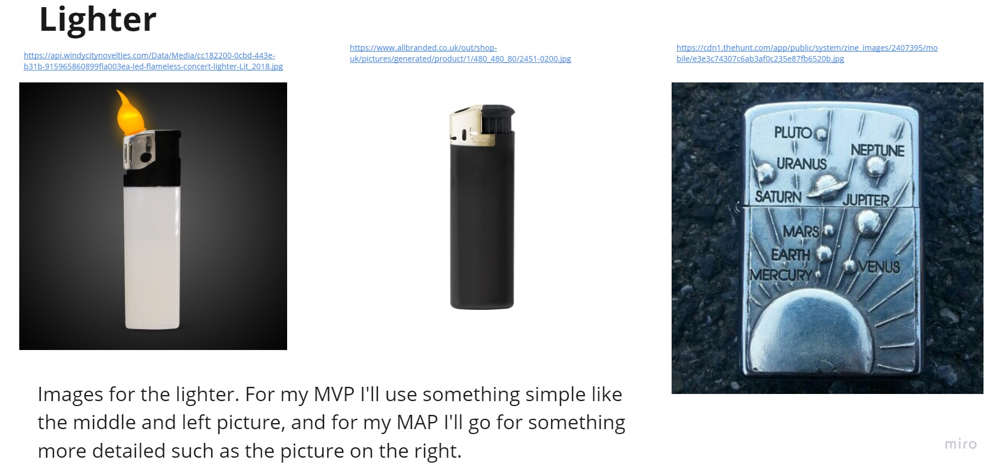 Lighter
https://api.windycitynovelties.com/Data/Media/cc182200-0cbd-443e-
b31b-915965860899fla003ea-led-flameless-concert-lighter-Lit_2018.jpg
https://www.allbranded.co.uk/out/shop-
uk/pictures/generated/product/1/480_480_80/2451-0200.jpg
https://cdn1.thehunt.com/app/public/system/zine_images/2407395/mo
bile/e3e3c74307c6ab3af0c235e87fb6520b.jpg
PLUTO
NEPTUNE
URANUS
SATURN
JUPITER
MARS
EARTH
MERCURY
VENUS
Images for the lighter. For my MVP I'll use something simple like
the middle and left picture, and for my MAP I'll go for something
more detailed such as the picture on the right.
miro